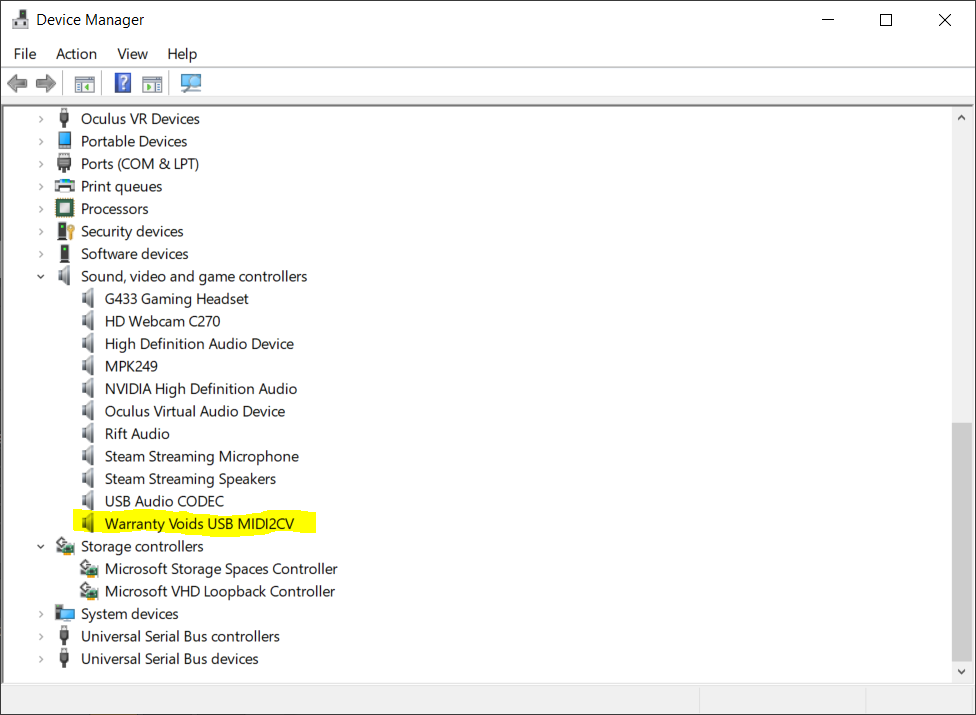 Device Manager
File Action View Help
Oculus VR Devices
Portable Devices
Ports (COM & LPT)
Print queues
Processors
Security devices
Software devices
Sound, video and game controllers
G433 Gaming Headset
HD Webcam C270
High Definition Audio Device
MPK249
NVIDIA High Definition Audio
Oculus Virtual Audio Device
Rift Audio
Steam Streaming Microphone
Steam Streaming Speakers
USB Audio CODEC
Warranty Voids USB MIDI2CV
Storage controllers
Microsoft Storage Spaces Controller
Microsoft VHD Loopback Controller
System devices
Universal Serial Bus controllers
Universal Serial Bus devices